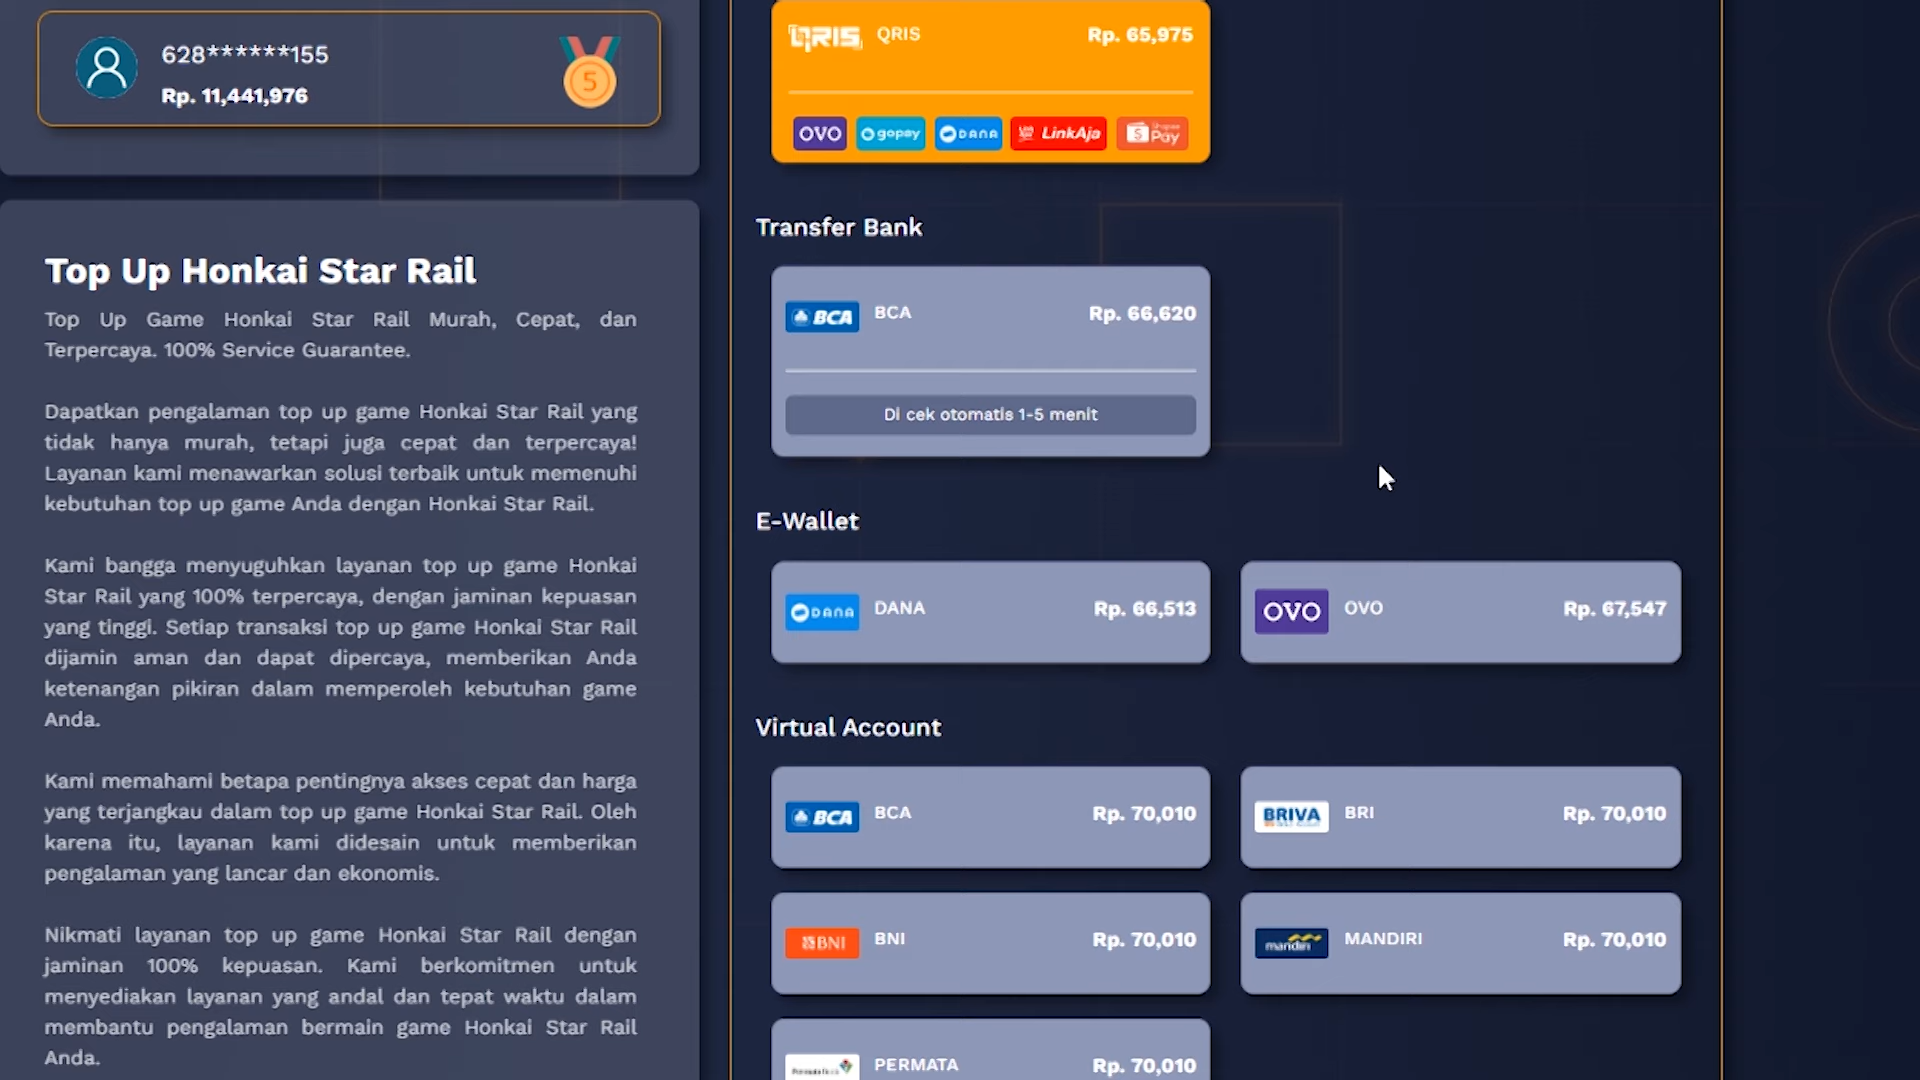 628******155
Rp. 11,441,976
5
Top Up Honkai Star Rail
Top Up Game Honkai Star Rail Murah, Cepat, dan
Terpercaya. 100% Service Guarantee.
Dapatkan pengalaman top up game Honkai Star Rail yang
tidak hanya murah, tetapi juga cepat dan terpercaya!
Layanan kami menawarkan solusi terbaik untuk memenuhi
kebutuhan top up game Anda dengan Honkai Star Rail.
Kami bangga menyuguhkan layanan top up game Honkai
Star Rail yang 100% terpercaya, dengan jaminan kepuasan
yang tinggi. Setiap transaksi top up game Honkai Star Rail
dijamin aman dan dapat dipercaya, memberikan Anda
ketenangan pikiran dalam memperoleh kebutuhan game
Anda.
Kami memahami betapa pentingnya akses cepat dan harga
yang terjangkau dalam top up game Honkai Star Rail. Oleh
karena itu, layanan kami didesain untuk memberikan
pengalaman yang lancar dan ekonomis.
Nikmati layanan top up game Honkai Star Rail dengan
jaminan 100% kepuasan. Kami berkomitmen untuk
menyediakan layanan yang andal dan tepat waktu dalam
membantu pengalaman bermain game Honkai Star Rail
Anda.
QRIS QRIS Rp. 65,975
OVO gopay DANA LinkAja Shopee Pay
Transfer Bank
BCA BCA Rp. 66,620
Di cek otomatis 1-5 menit
E-Wallet
DANA DANA Rp. 66,513
OVO OVO Rp. 67,547
Virtual Account
BCA BCA Rp. 70,010
BRIVA BRI Rp. 70,010
BNI BNI Rp. 70,010
mandiri MANDIRI Rp. 70,010
PermataBank PERMATA Rp. 70,010